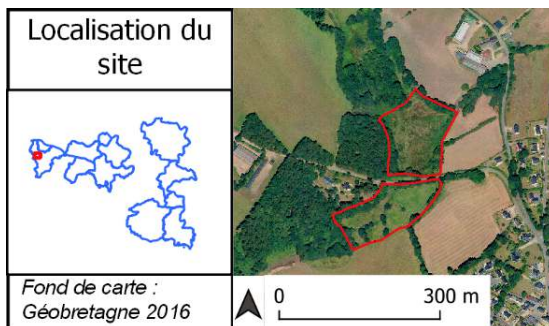 Localisation du
site
Fond de carte :
Géobretagne 2016
0 300 m